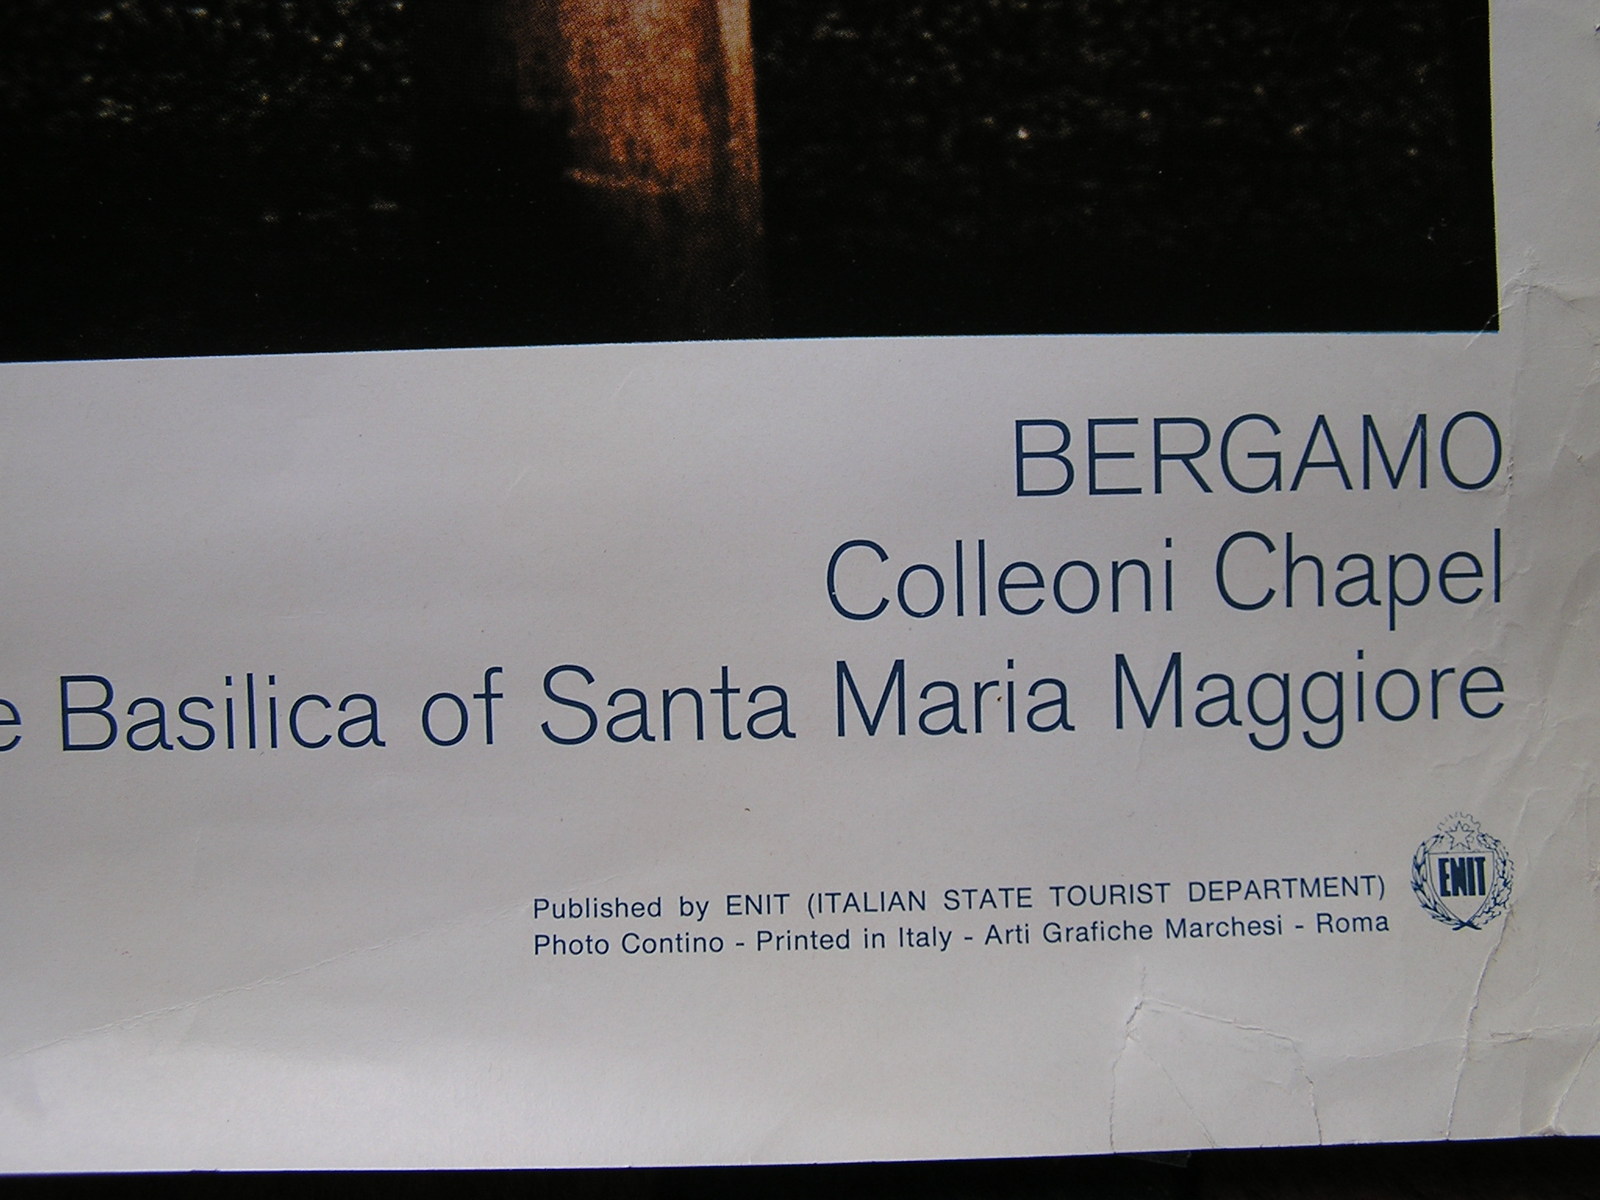 BERGAMO
Colleoni Chapel
Basilica of Santa Maria Maggiore
Published by ENIT (ITALIAN STATE TOURIST DEPARTMENT)
Photo Contino - Printed in Italy - Arti Grafiche Marchesi - Roma
ENIT